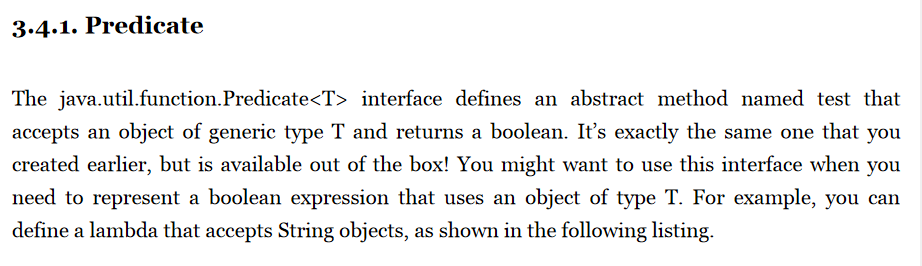 3.4.1. Predicate
The java.util.function.Predicate<T> interface defines an abstract method named test that
accepts an object of generic type T and returns a boolean. It’s exactly the same one that you
created earlier, but is available out of the box! You might want to use this interface when you
need to represent a boolean expression that uses an object of type T. For example, you can
define a lambda that accepts String objects, as shown in the following listing.